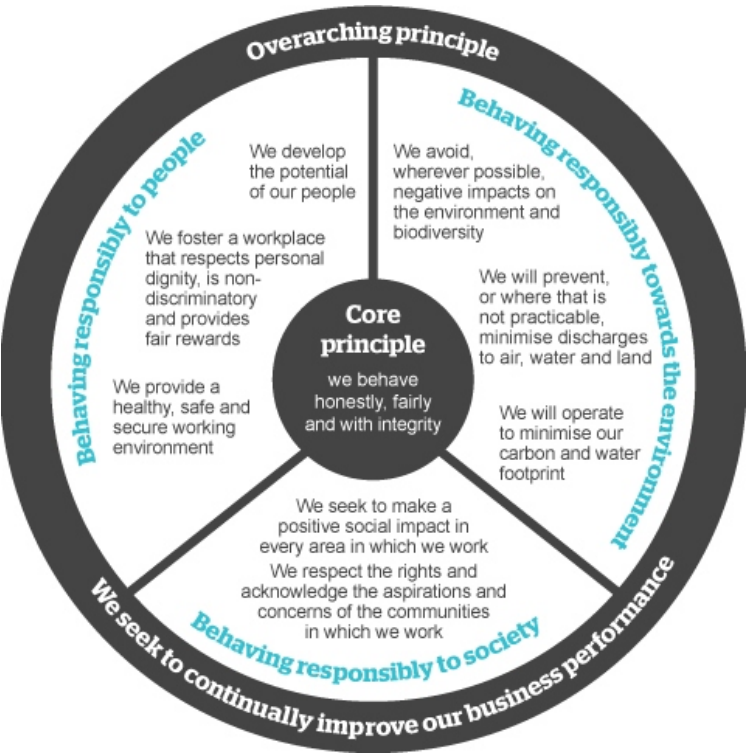 Overarching principle
Behaving responsibly to people
We develop
the potential
of our people
We foster a workplace
that respects personal
dignity, is non-
discriminatory
and provides
fair rewards
We provide a
healthy, safe and
secure working
environment
Behaving responsibly towards the environment
We avoid,
wherever possible,
negative impacts on
the environment and
biodiversity
We will prevent,
or where that is
not practicable,
minimise discharges
to air, water and land
We will operate
to minimise our
carbon and water
footprint
Core
principle
we behave
honestly, fairly
and with integrity
We seek to make a
positive social impact in
every area in which we work
We respect the rights and
acknowledge the aspirations and
concerns of the communities
in which we work
Behaving responsibly to society
We seek to continually improve our business performance